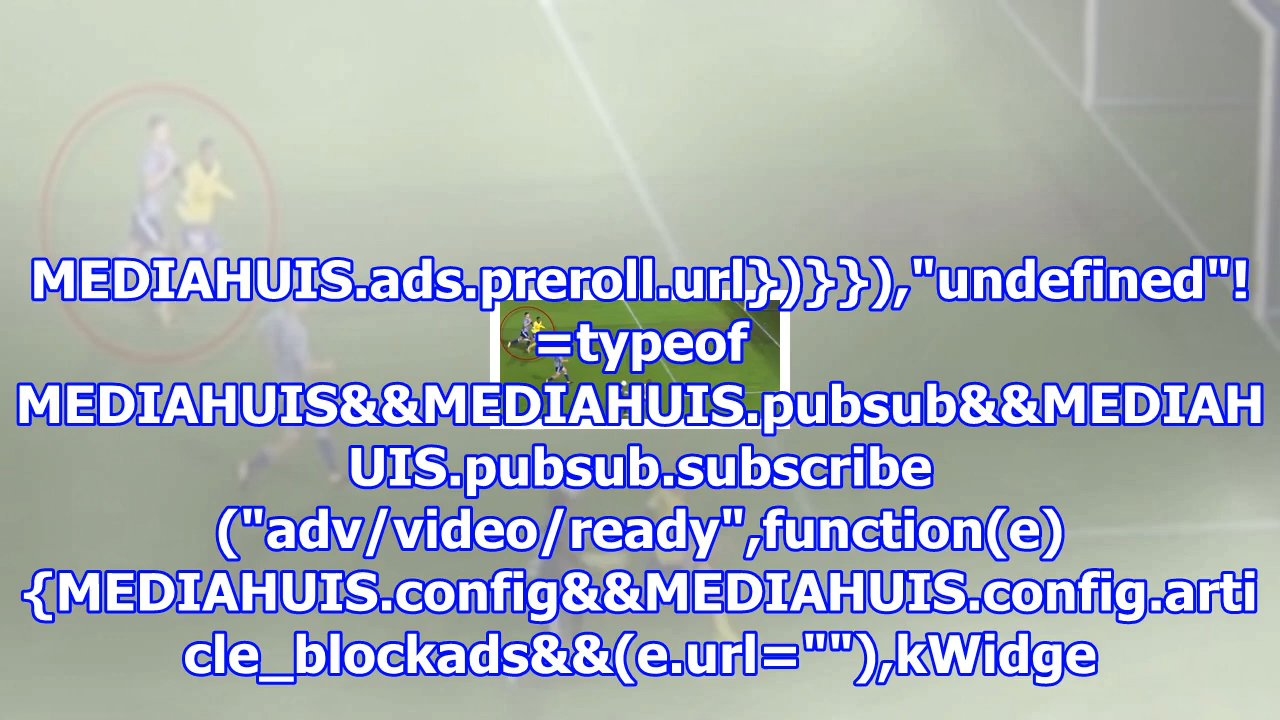 MEDIAHUIS.ads.preroll.url})}}),"undefined"!
=typeof
MEDIAHUIS&&MEDIAHUIS.pubsub&&MEDIAH
UIS.pubsub.subscribe
("adv/video/ready",function(e)
{MEDIAHUIS.config&&MEDIAHUIS.config.arti
cle_blockads&&(e.url=""),kWidge